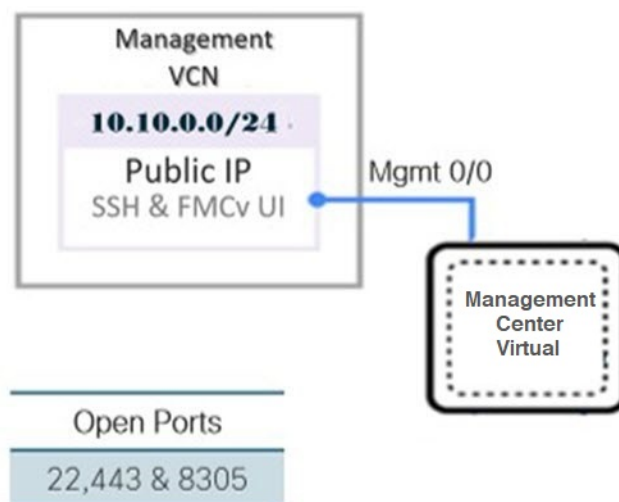 Management
VCN
10.10.0.0/24
Public IP
SSH & FMCv UI
Mgmt 0/0
Management
Center
Virtual
Open Ports
22,443 & 8305